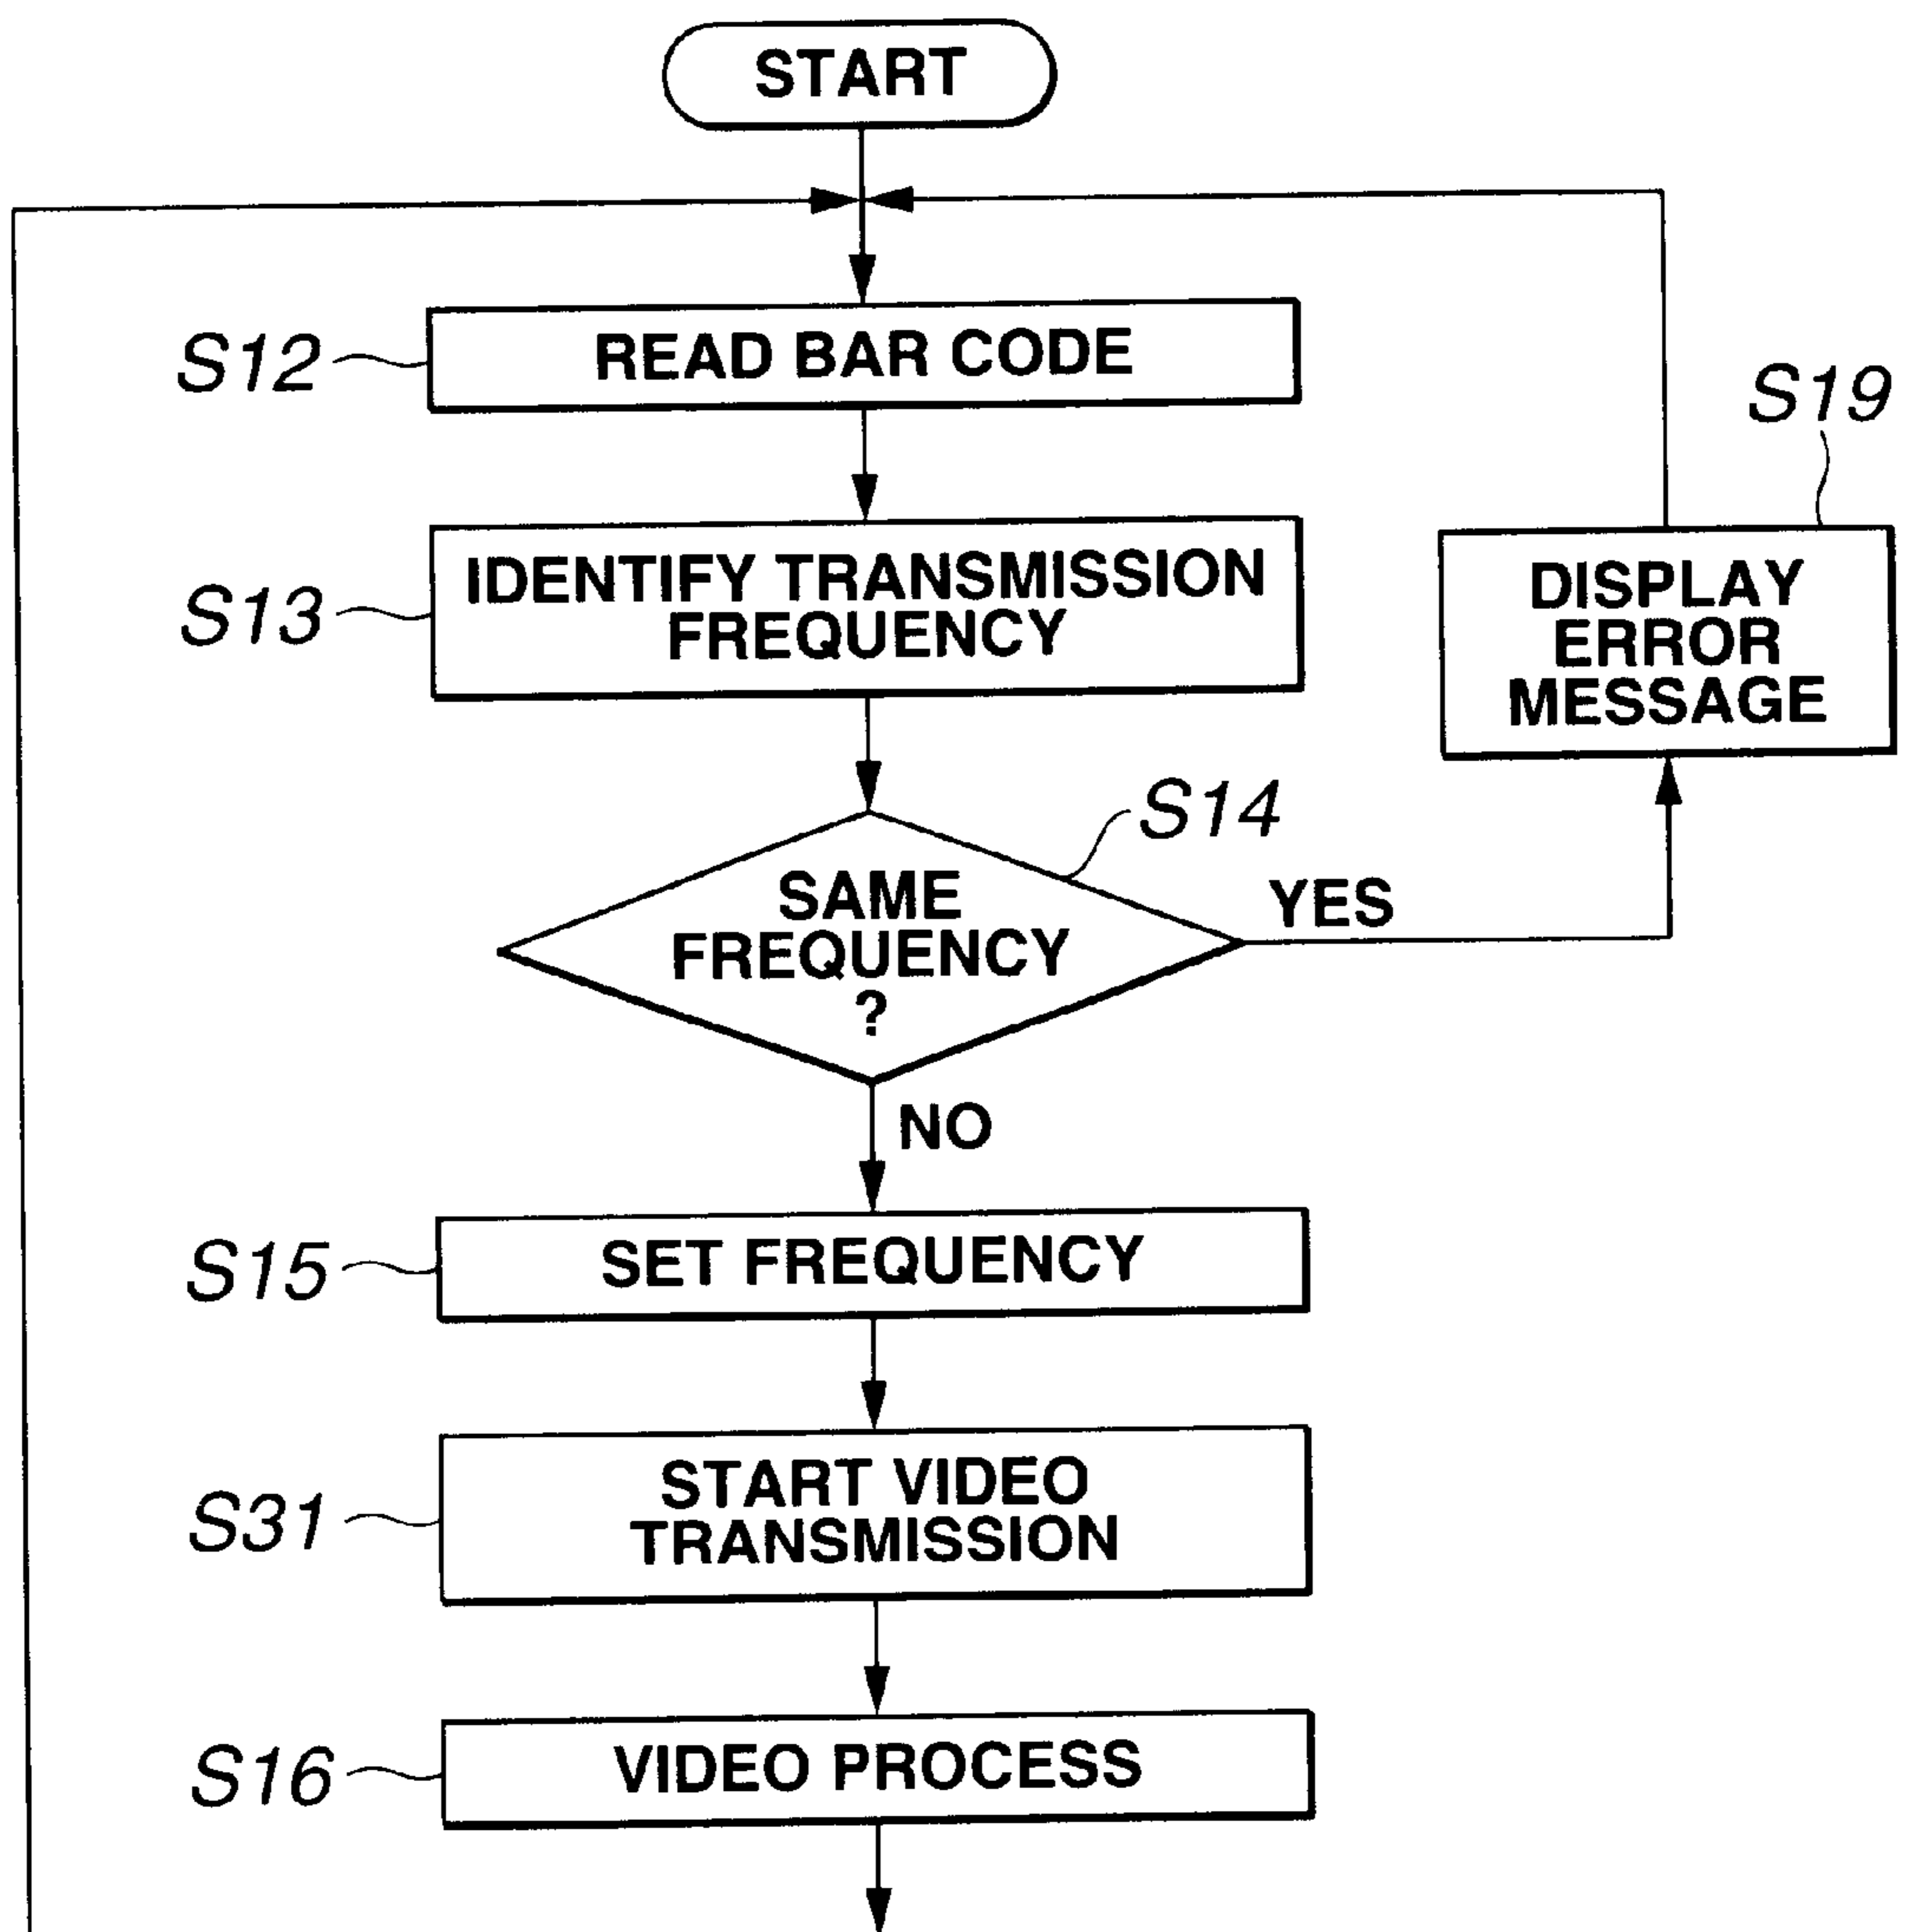 START
S12
READ BAR CODE
S19
S13
IDENTIFY TRANSMISSION
FREQUENCY
DISPLAY
ERROR
MESSAGE
S14
SAME
FREQUENCY
?
YES
NO
S15
SET FREQUENCY
S31
START VIDEO
TRANSMISSION
S16
VIDEO PROCESS